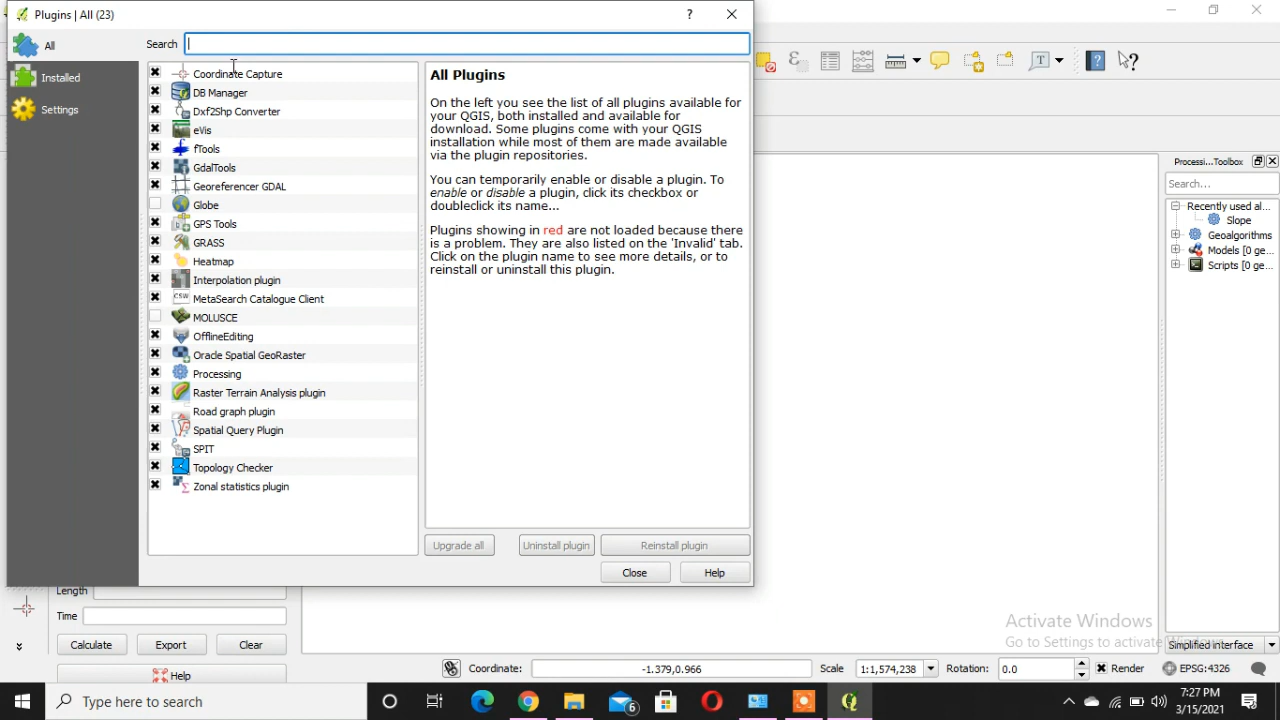 Plugins | All (23)
?
All
Installed
Settings
Search
Coordinate Capture
DB Manager
Dxf2Shp Converter
eVis
fTools
GdalTools
Georeferencer GDAL
Globe
GPS Tools
GRASS
Heatmap
Interpolation plugin
CSW MetaSearch Catalogue Client
MOLUSCE
OfflineEditing
Oracle Spatial GeoRaster
Processing
Raster Terrain Analysis plugin
Road graph plugin
Spatial Query Plugin
SPIT
Topology Checker
Zonal statistics plugin
All Plugins
On the left you see the list of all plugins available for
your QGIS, both installed and available for
download. Some plugins come with your QGIS
installation while most of them are made available
via the plugin repositories.
You can temporarily enable or disable a plugin. To
enable or disable a plugin, click its checkbox or
doubleclick its name...
Plugins showing in red are not loaded because there
is a problem. They are also listed on the 'Invalid' tab.
Click on the plugin name to see more details, or to
reinstall or uninstall this plugin.
Upgrade all
Uninstall plugin
Reinstall plugin
Close
Help
Processi...Toolbox
Search...
Recently used al...
Slope
Geoalgorithms
Models [0 ge...
Scripts [0 ge...
Length
Time
Calculate
Export
Clear
Help
Activate Windows
Go to Settings to activate Windows.
Simplified interface
Coordinate:
-1.379,0.966
Scale
1:1,574,238
Rotation:
0.0
Render
EPSG:4326
Type here to search
6
7:27 PM
3/15/2021